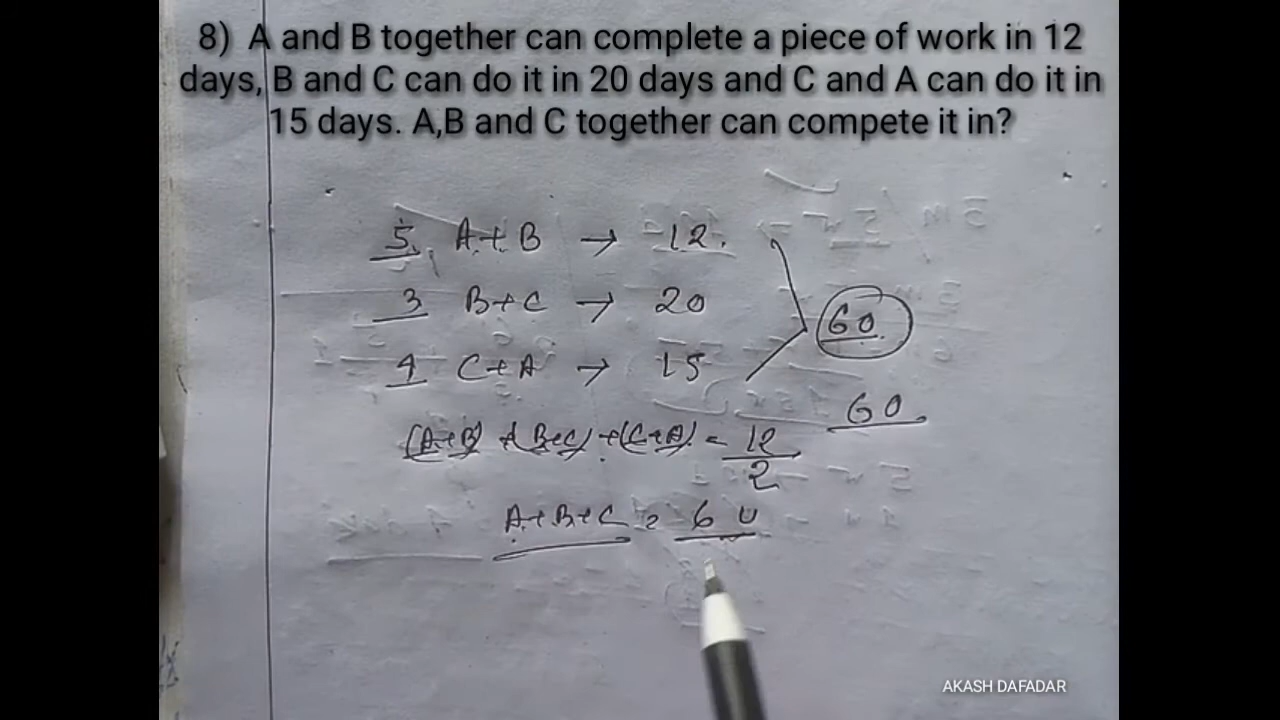 8) A and B together can complete a piece of work in 12
days, B and C can do it in 20 days and C and A can do it in
15 days. A,B and C together can compete it in?
5 A+B → 12
3 B+C → 20
60
4 C+A → 15
60
(A+B) + (B+C) + (C+A) = 12
2
A+B+C = 6 U
AKASH DAFADAR